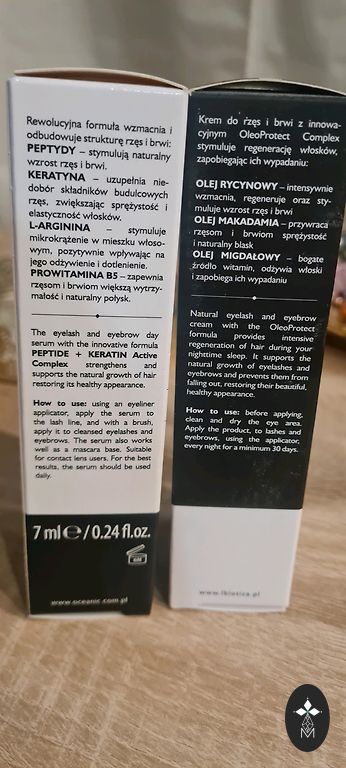 Rewolucyjna formuła wzmacnia i
odbudowuje strukturę rzęs i brwi:
PEPTYDY – stymulują naturalny
wzrost rzęs i brwi.
KERATYNA – uzupełnia nie-
dobór składników budulcowych
rzęs, zwiększając sprężystość i
elastyczność włosków.
L-ARGININA – stymuluje
mikrokrążenie w mieszku włoso-
wym, pozytywnie wpływając na
jego odżywienie i dotlenienie.
PROWITAMINA B5 – zapewnia
rzęsom i brwiom większą wytrzy-
małość i naturalny połysk.
The eyelash and eyebrow day
serum with the innovative formula
PEPTIDE + KERATIN Active
Complex strengthens and
supports the natural growth of hair
restoring its healthy appearance.
How to use: using an eyeliner
applicator, apply the serum to
the lash line, and with a brush,
apply it to cleansed eyelashes and
eyebrows. The serum also works
well as a mascara base. Suitable
for contact lens users. For the best
results, the serum should be used
daily.
7 ml ℮ / 0.24 fl.oz.
6M
www.oceanic.com.pl
Krem do rzęs i brwi z innowa-
cyjnym OleoProtect Complex
stymuluje regenerację włosków,
zapobiegając ich wypadaniu:
OLEJ RYCYNOWY – intensywnie
wzmacnia, regeneruje oraz sty-
muluje wzrost rzęs i brwi
OLEJ MAKADAMIA – przywraca
rzęsom i brwiom sprężystość
i naturalny blask
OLEJ MIGDAŁOWY – bogate
źródło witamin, odżywia włoski
i zapobiega ich wypadaniu
Natural eyelash and eyebrow
cream with the OleoProtect
formula provides intensive
regeneration of hair during your
nighttime sleep. It supports the
natural growth of eyelashes and
eyebrows and prevents them from
falling out, restoring their beautiful,
healthy appearance.
How to use: before applying,
clean and dry the eye area.
Apply the product, to lashes and
eyebrows, using the applicator,
every night for a minimum 30 days.
www.lbiotica.pl
M